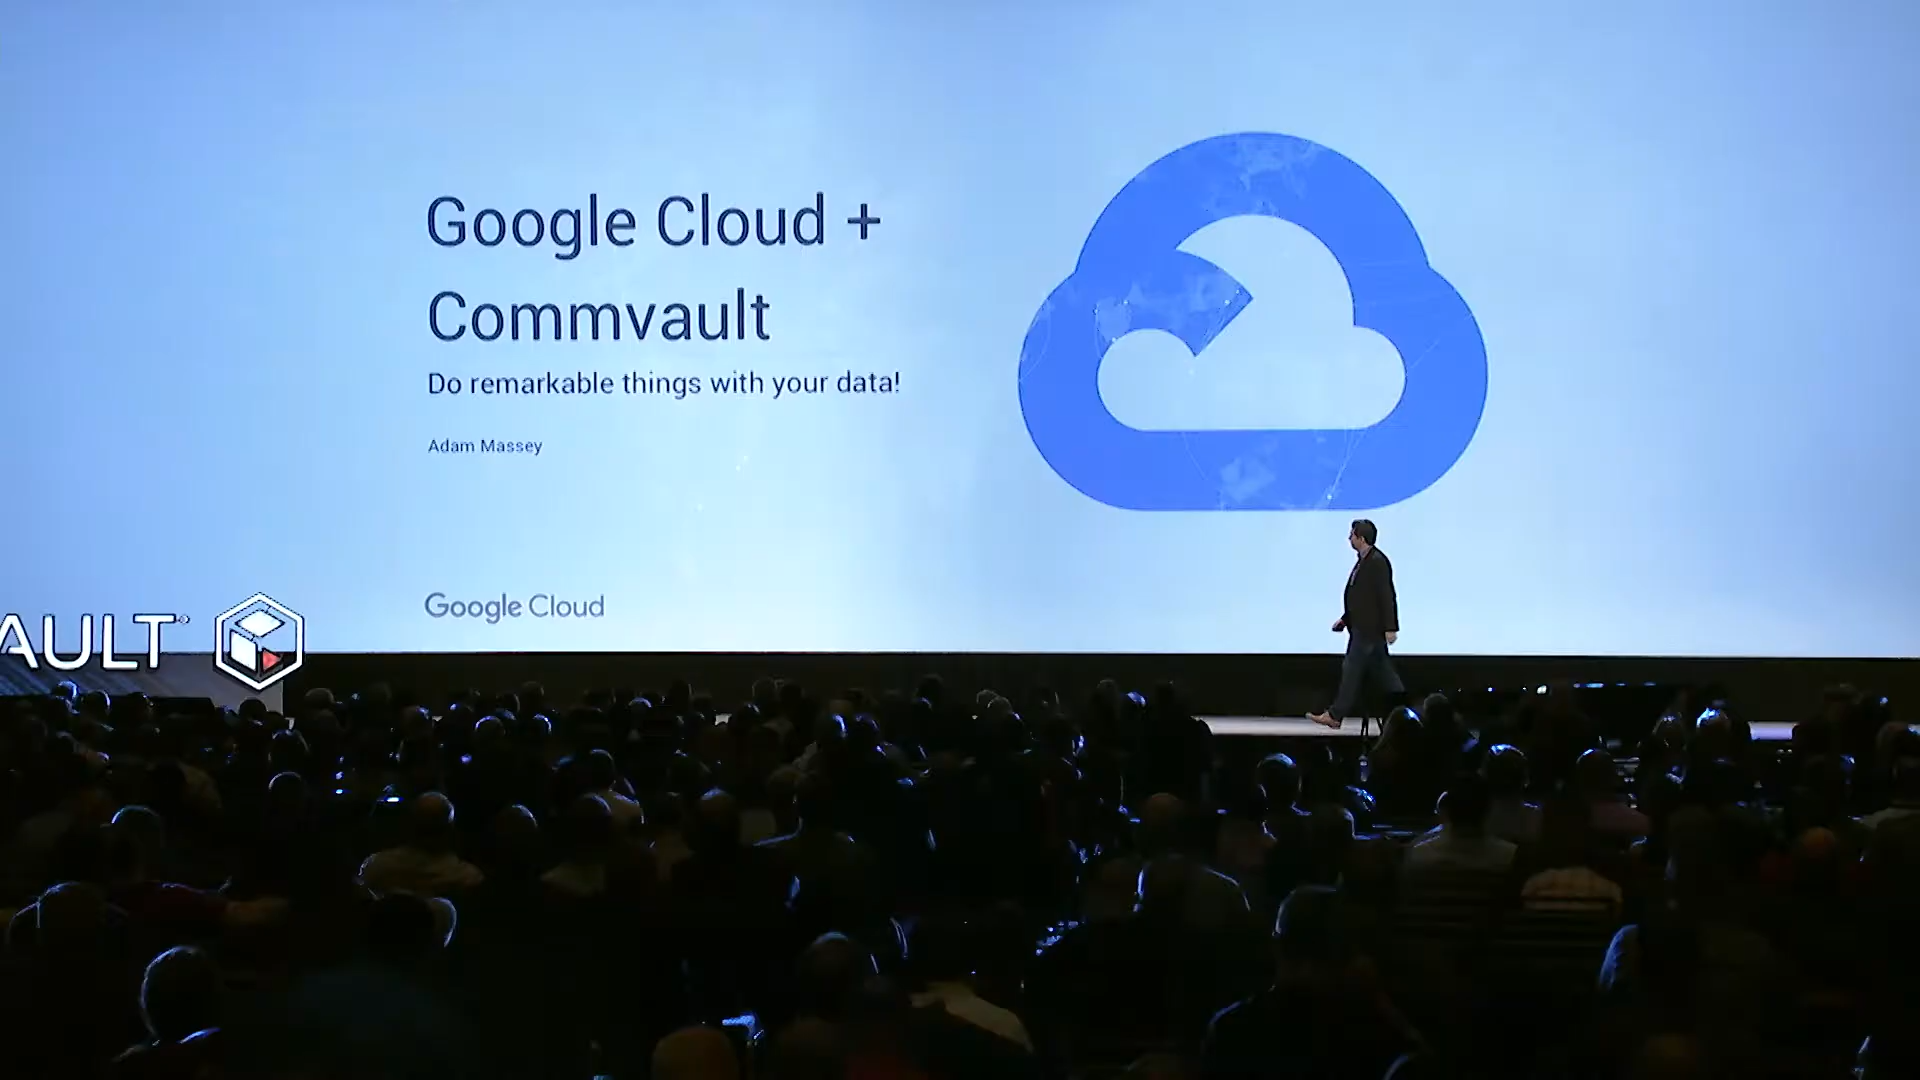 Google Cloud +
Commvault
Do remarkable things with your data!
Adam Massey
Google Cloud
AULT